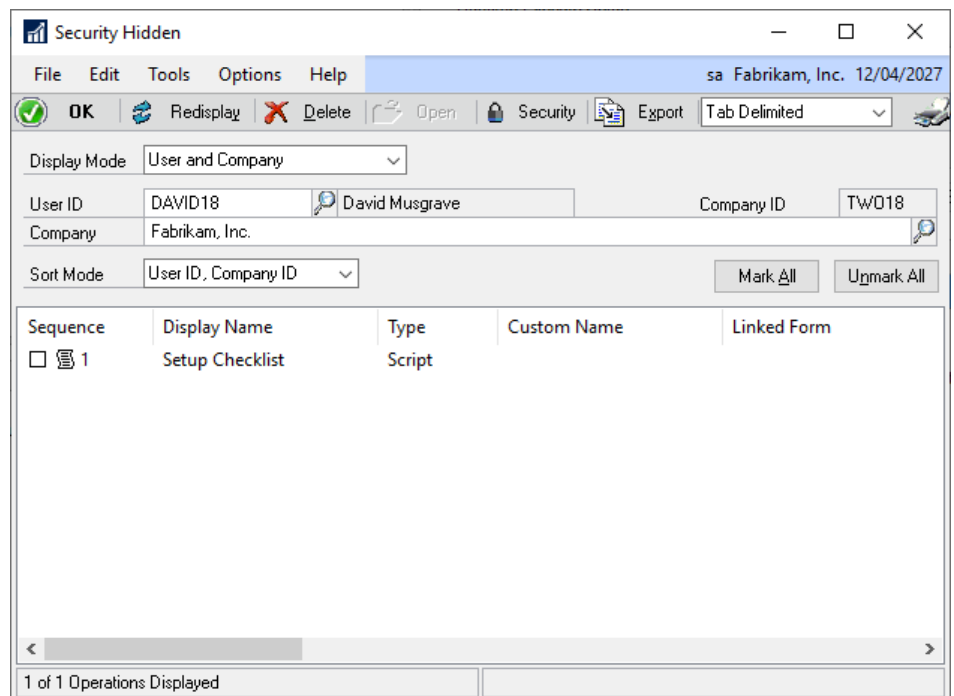 Security Hidden
File Edit Tools Options Help sa Fabrikam, Inc. 12/04/2027
OK Redisplay Delete Open Security Export Tab Delimited
Display Mode User and Company
User ID DAVID18 David Musgrave Company ID TWO18
Company Fabrikam, Inc.
Sort Mode User ID, Company ID Mark All Unmark All
Sequence Display Name Type Custom Name Linked Form
1 Setup Checklist Script
1 of 1 Operations Displayed